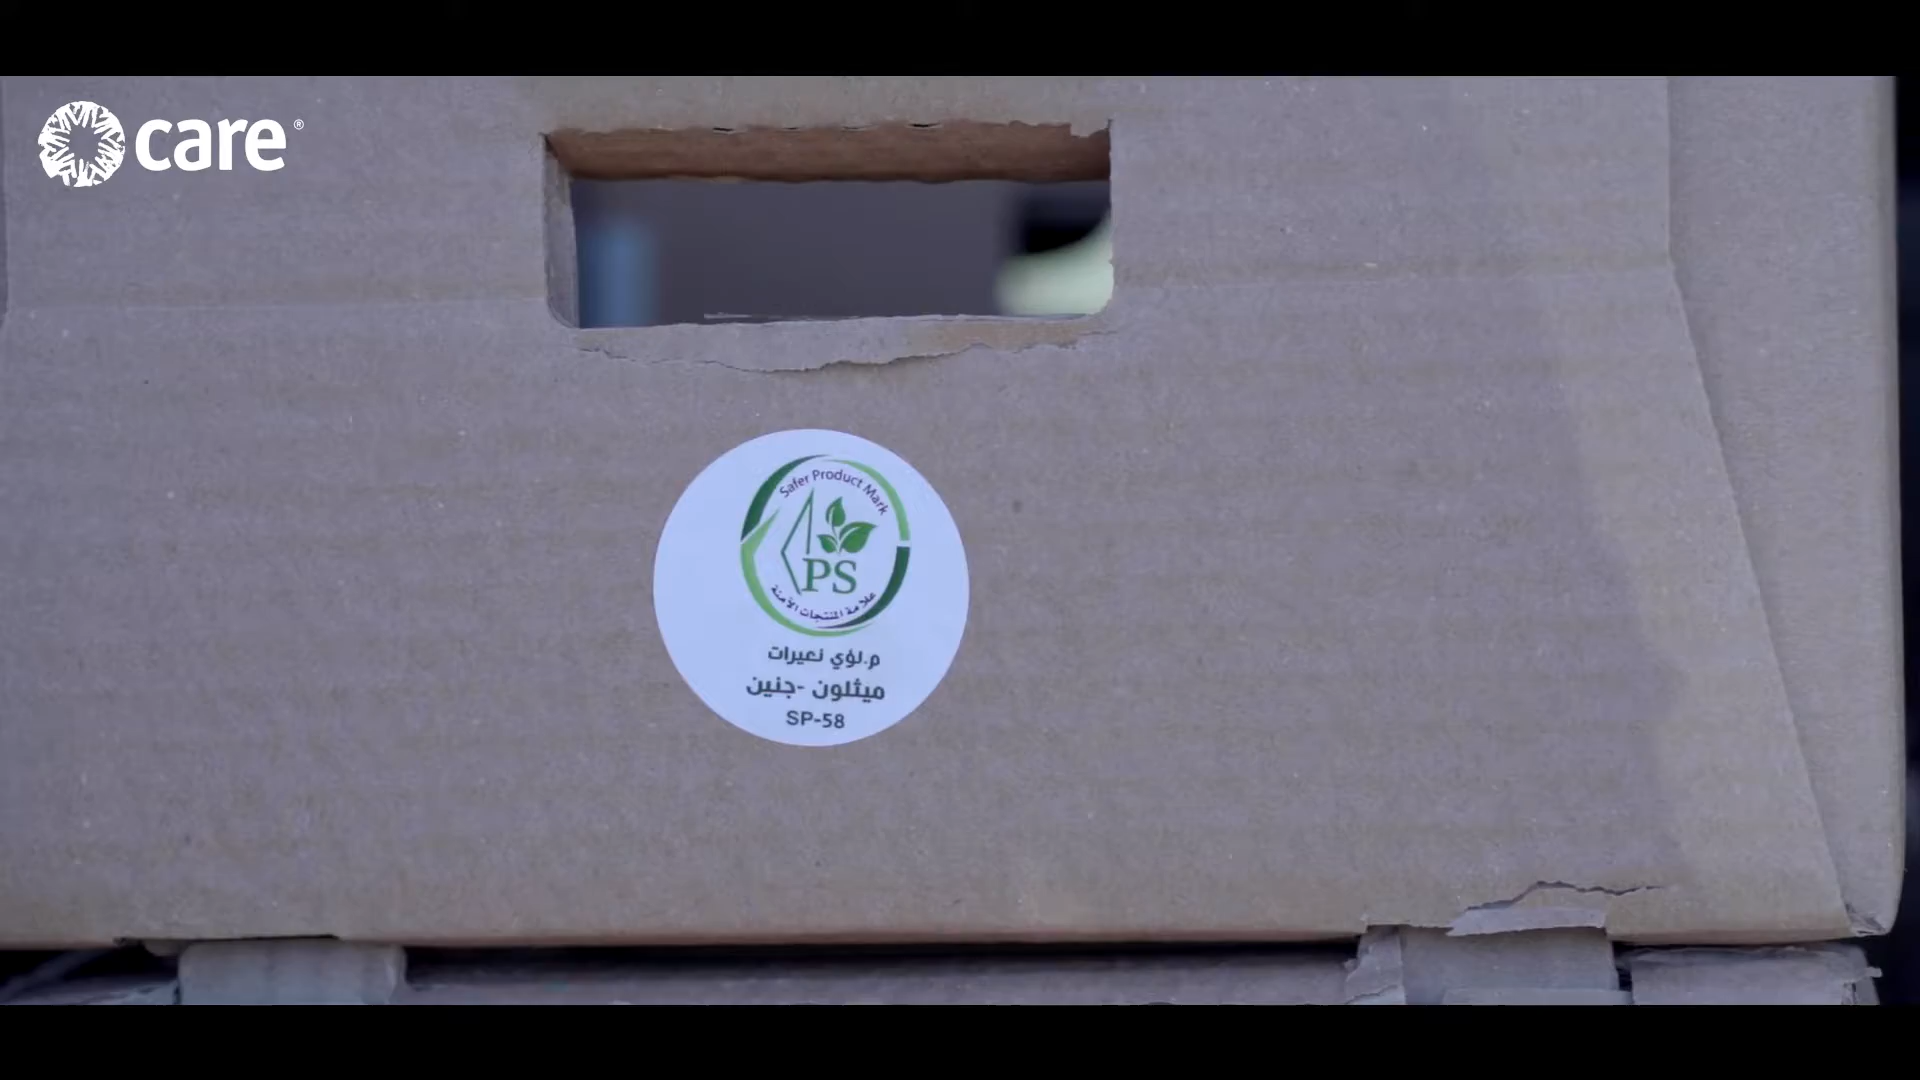 care®
Safer Product Mark
PS
علامة المنتجات الآمنة
م.لؤي نعيرات
ميثلون -جنين
SP-58